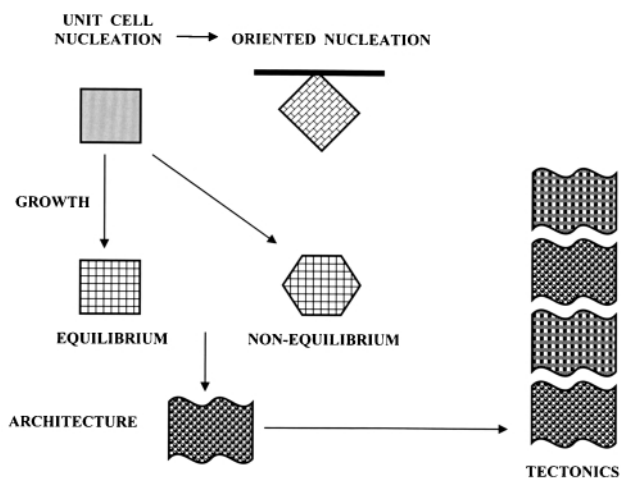 UNIT CELL
NUCLEATION
ORIENTED NUCLEATION
GROWTH
EQUILIBRIUM
NON-EQUILIBRIUM
ARCHITECTURE
TECTONICS